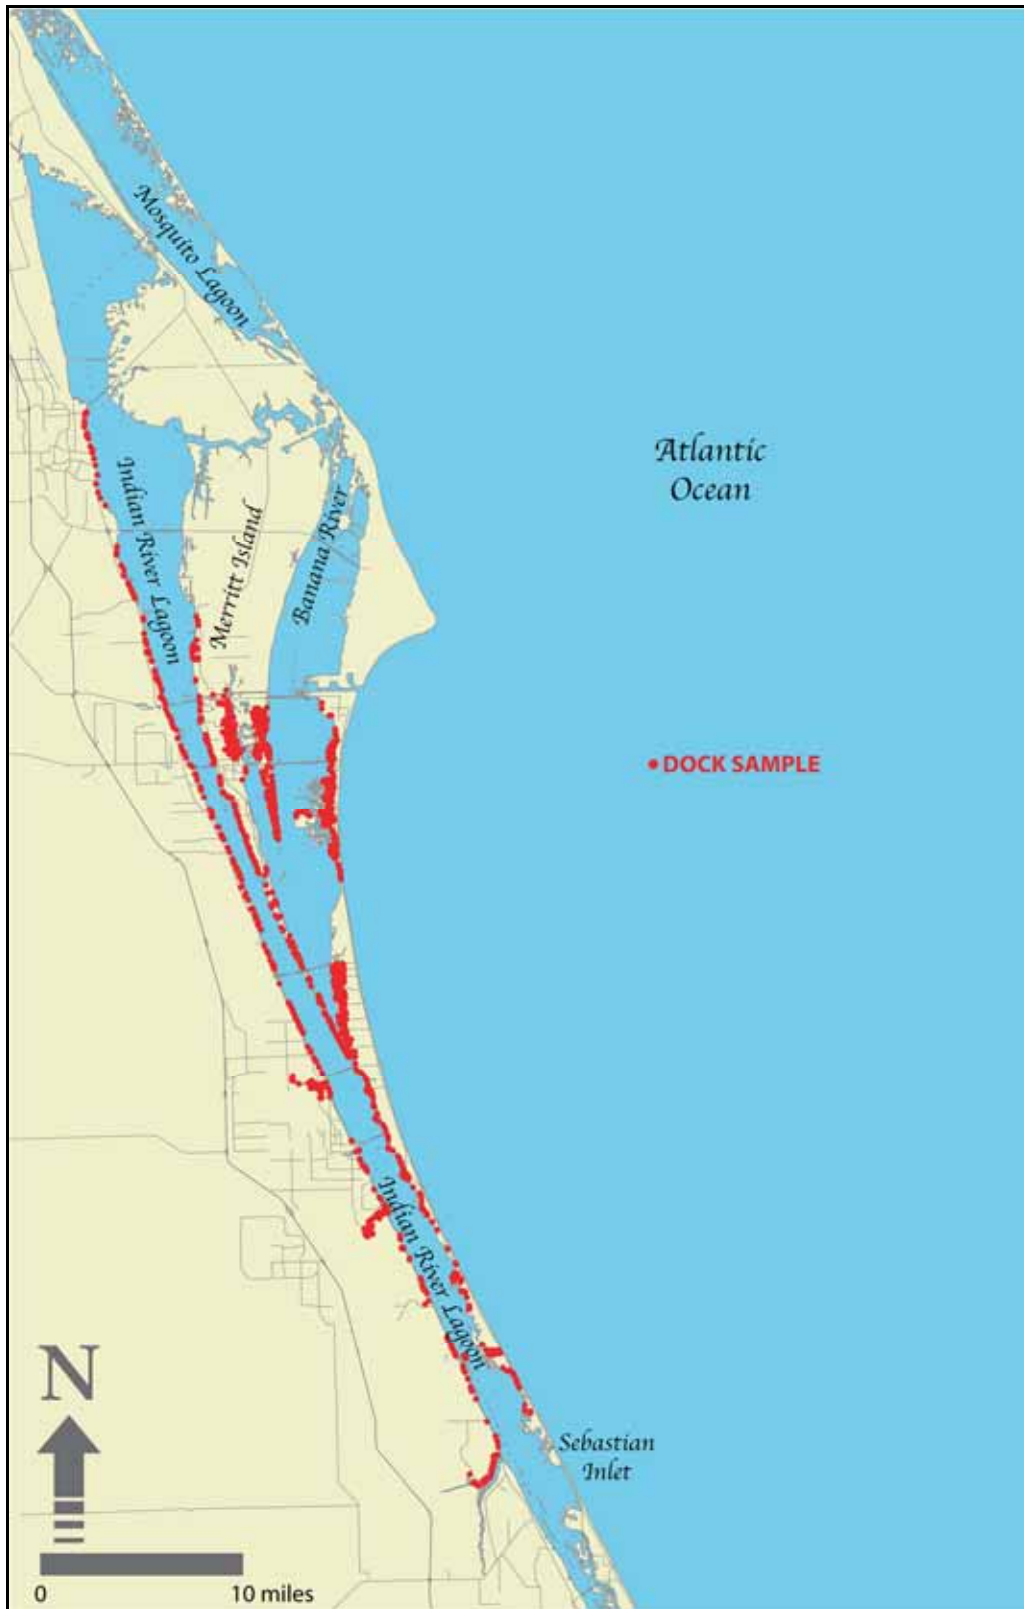 Mosquito Lagoon
Atlantic
Ocean
Indian River Lagoon
Merritt Island
Banana River
DOCK SAMPLE
Indian River Lagoon
N
Sebastian
Inlet
0 10 miles